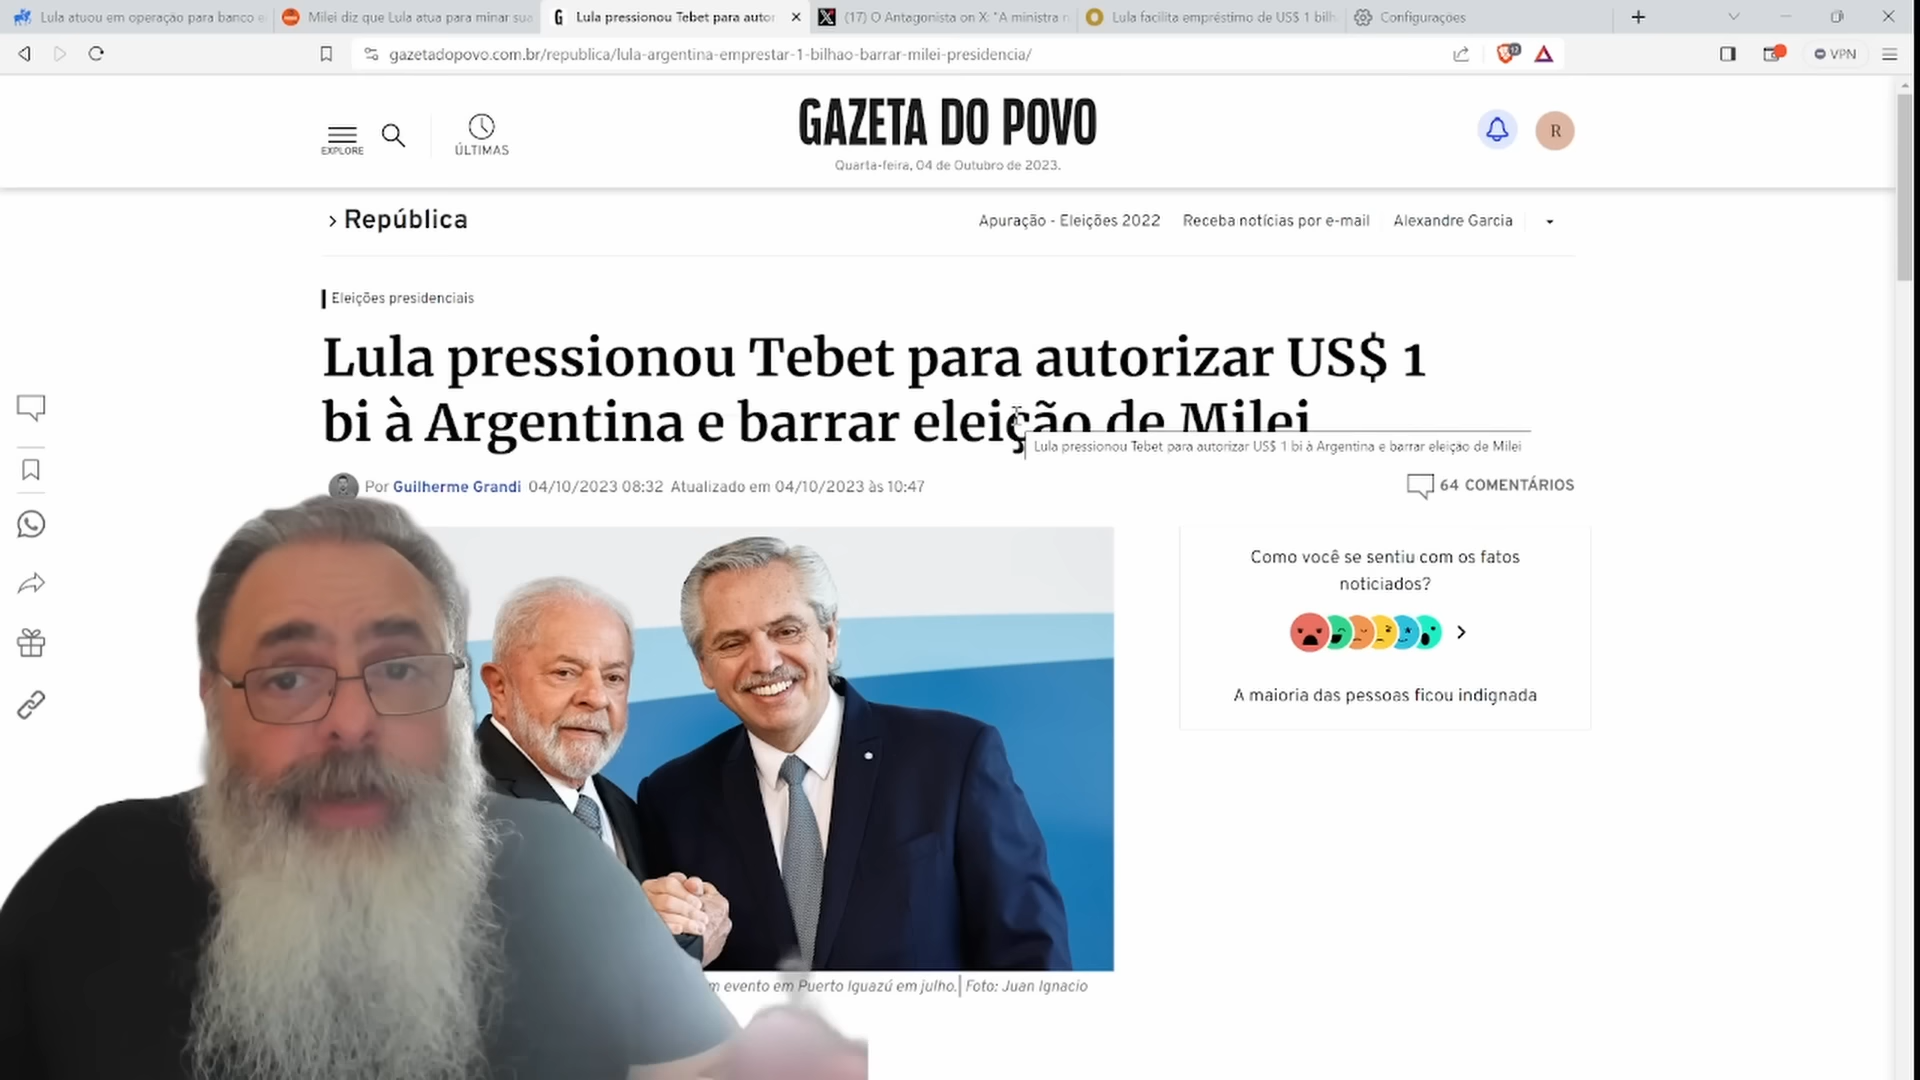 Lula atuou em operação para banco e
Milei diz que Lula atua para minar sua
Lula pressionou Tebet para autor
(17) O Antagonista on X: "A ministra
Lula facilita empréstimo de US$ 1 bilh
Configurações
gazetadopovo.com.br/republica/lula-argentina-emprestar-1-bilhao-barrar-milei-presidencia/
VPN
EXPLORE
ÚLTIMAS
GAZETA DO POVO
Quarta-feira, 04 de Outubro de 2023.
R
República
Apuração - Eleições 2022 Receba notícias por e-mail Alexandre Garcia
Eleições presidenciais
Lula pressionou Tebet para autorizar US$ 1
bi à Argentina e barrar eleição de Milei
Lula pressionou Tebet para autorizar US$ 1 bi à Argentina e barrar eleição de Milei
Por Guilherme Grandi 04/10/2023 08:32 Atualizado em 04/10/2023 às 10:47
64 COMENTÁRIOS
Como você se sentiu com os fatos
noticiados?
A maioria das pessoas ficou indignada
evento em Puerto Iguazú em julho. | Foto: Juan Ignacio